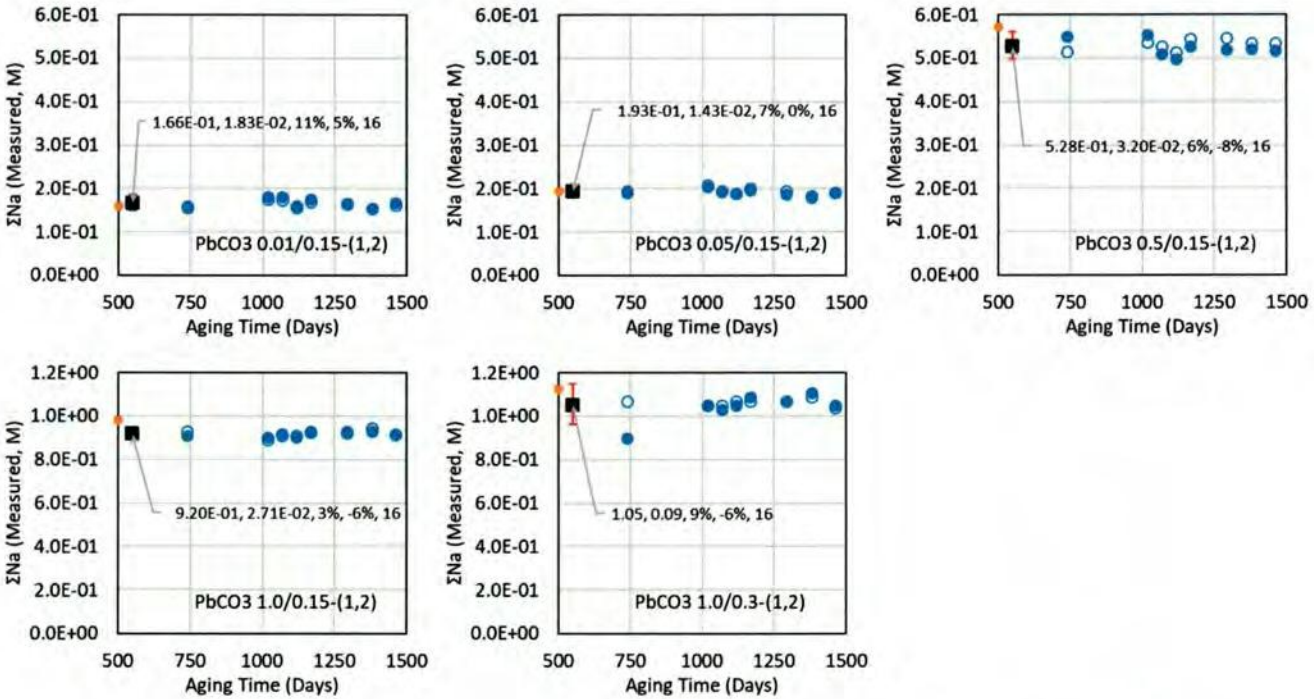 6.0E-01
5.0E-01
4.0E-01
3.0E-01
2.0E-01
1.0E-01
0.0E+00
ΣNa (Measured, M)
1.66E-01, 1.83E-02, 11%, 5%, 16
PbCO3 0.01/0.15-(1,2)
500 750 1000 1250 1500
Aging Time (Days)
6.0E-01
5.0E-01
4.0E-01
3.0E-01
2.0E-01
1.0E-01
0.0E+00
ΣNa (Measured, M)
1.93E-01, 1.43E-02, 7%, 0%, 16
PbCO3 0.05/0.15-(1,2)
500 750 1000 1250 1500
Aging Time (Days)
6.0E-01
5.0E-01
4.0E-01
3.0E-01
2.0E-01
1.0E-01
0.0E+00
ΣNa (Measured, M)
5.28E-01, 3.20E-02, 6%, -8%, 16
PbCO3 0.5/0.15-(1,2)
500 750 1000 1250 1500
Aging Time (Days)
1.2E+00
1.0E+00
8.0E-01
6.0E-01
4.0E-01
2.0E-01
0.0E+00
ΣNa (Measured, M)
9.20E-01, 2.71E-02, 3%, -6%, 16
PbCO3 1.0/0.15-(1,2)
500 750 1000 1250 1500
Aging Time (Days)
1.2E+00
1.0E+00
8.0E-01
6.0E-01
4.0E-01
2.0E-01
0.0E+00
ΣNa (Measured, M)
1.05, 0.09, 9%, -6%, 16
PbCO3 1.0/0.3-(1,2)
500 750 1000 1250 1500
Aging Time (Days)